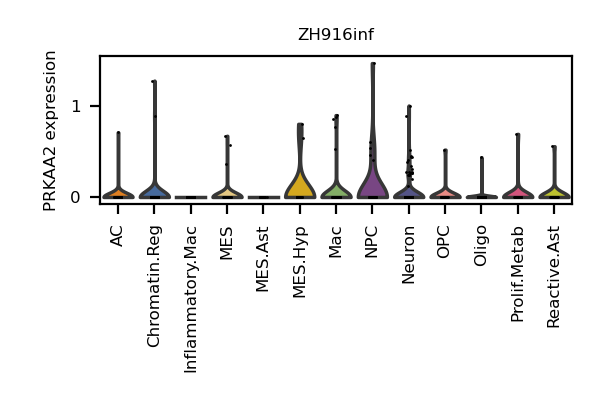 ZH916inf
PRKAA2 expression
1
0
AC
Chromatin.Reg
Inflammatory.Mac
MES
MES.Ast
MES.Hyp
Mac
NPC
Neuron
OPC
Oligo
Prolif.Metab
Reactive.Ast